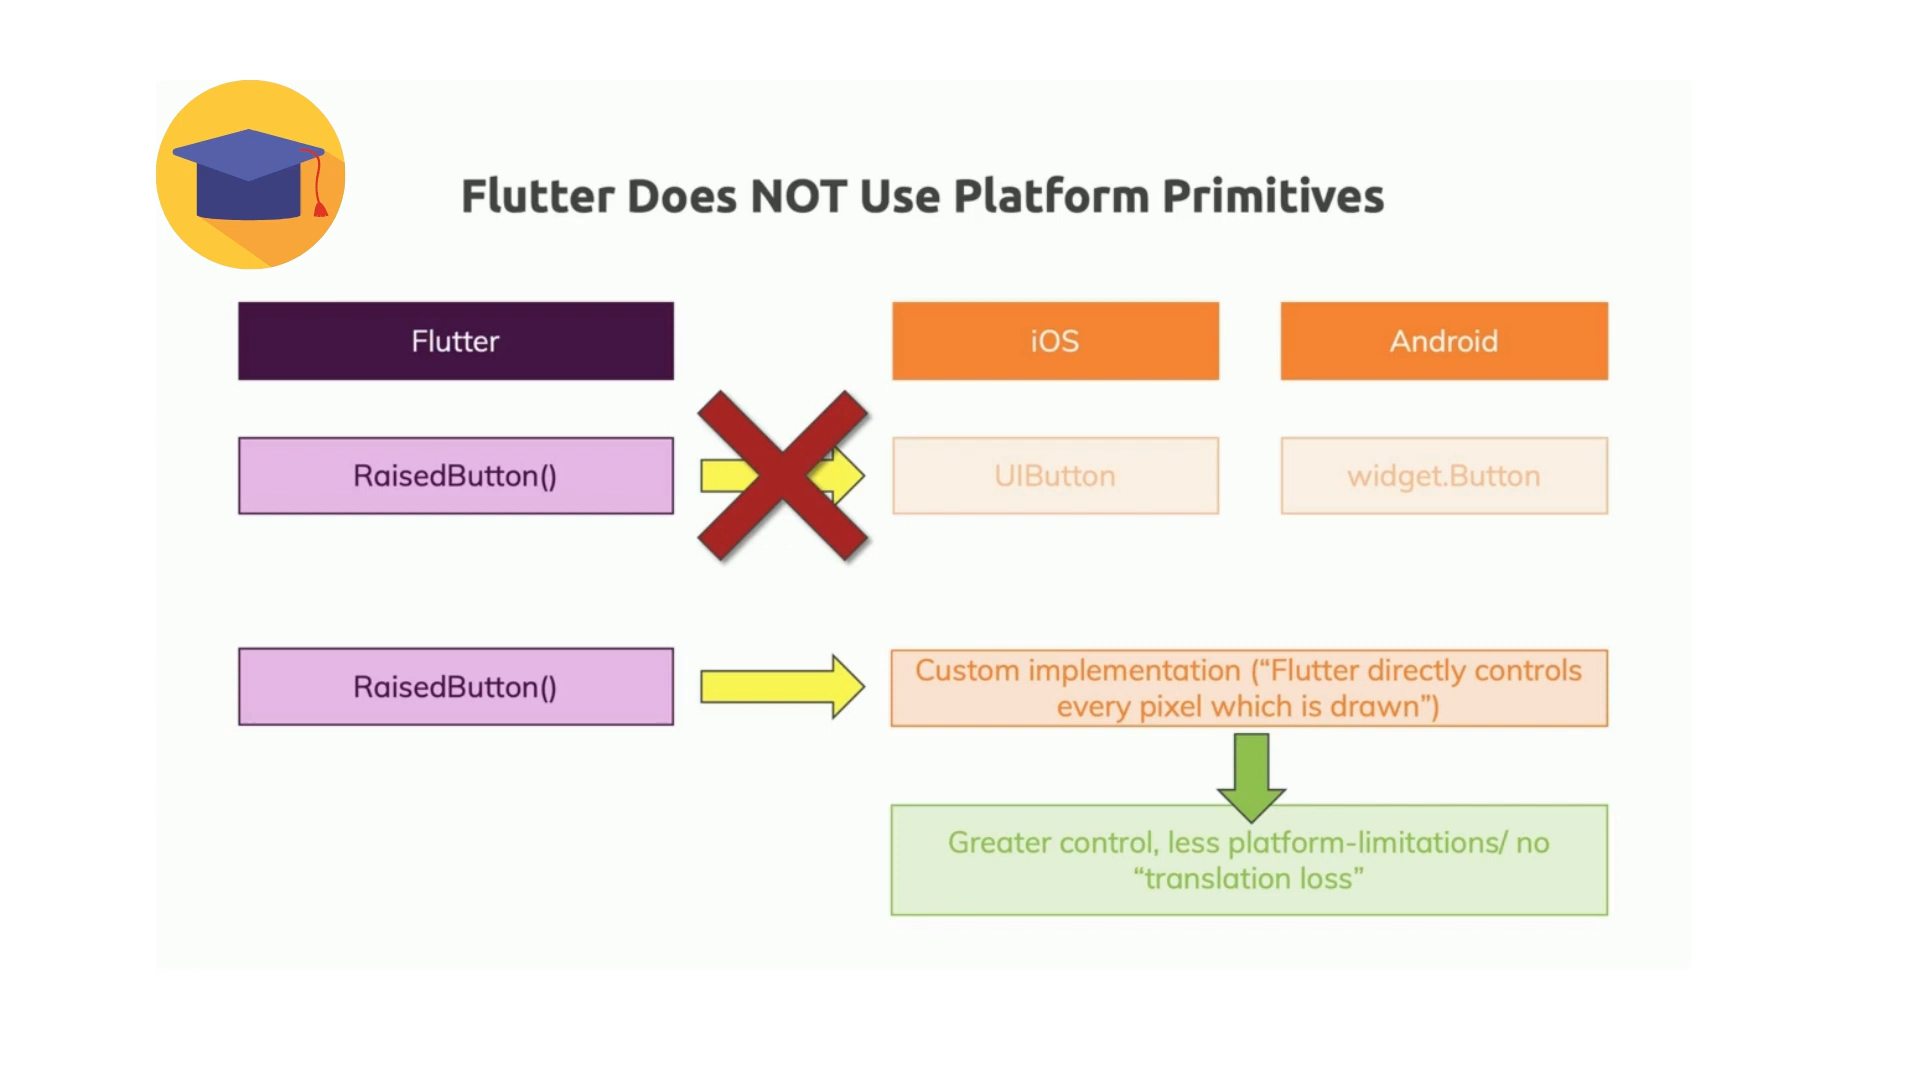 Flutter Does NOT Use Platform Primitives
Flutter
iOS
Android
RaisedButton()
UIButton
widget.Button
RaisedButton()
Custom implementation (“Flutter directly controls
every pixel which is drawn”)
Greater control, less platform-limitations/ no
“translation loss”